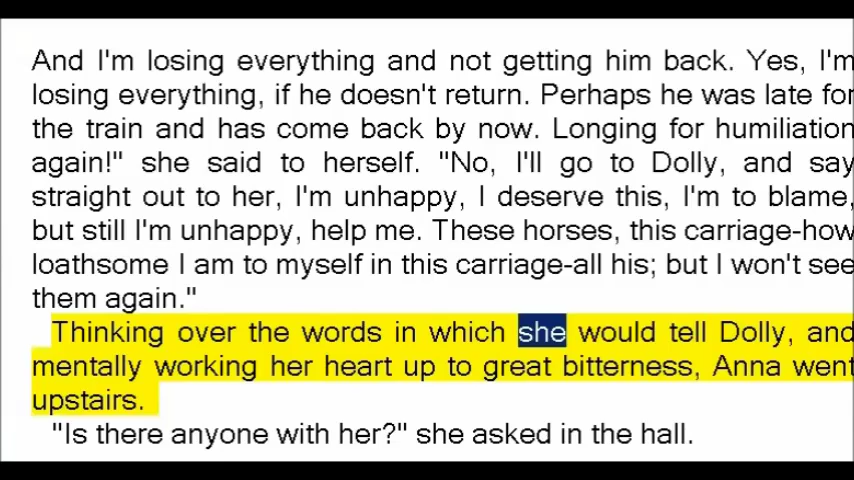 And I'm losing everything and not getting him back. Yes, I'm
losing everything, if he doesn't return. Perhaps he was late for
the train and has come back by now. Longing for humiliation
again!" she said to herself. "No, I'll go to Dolly, and say
straight out to her, I'm unhappy, I deserve this, I'm to blame,
but still I'm unhappy, help me. These horses, this carriage-how
loathsome I am to myself in this carriage-all his; but I won't see
them again."
Thinking over the words in which she would tell Dolly, and
mentally working her heart up to great bitterness, Anna went
upstairs.
"Is there anyone with her?" she asked in the hall.